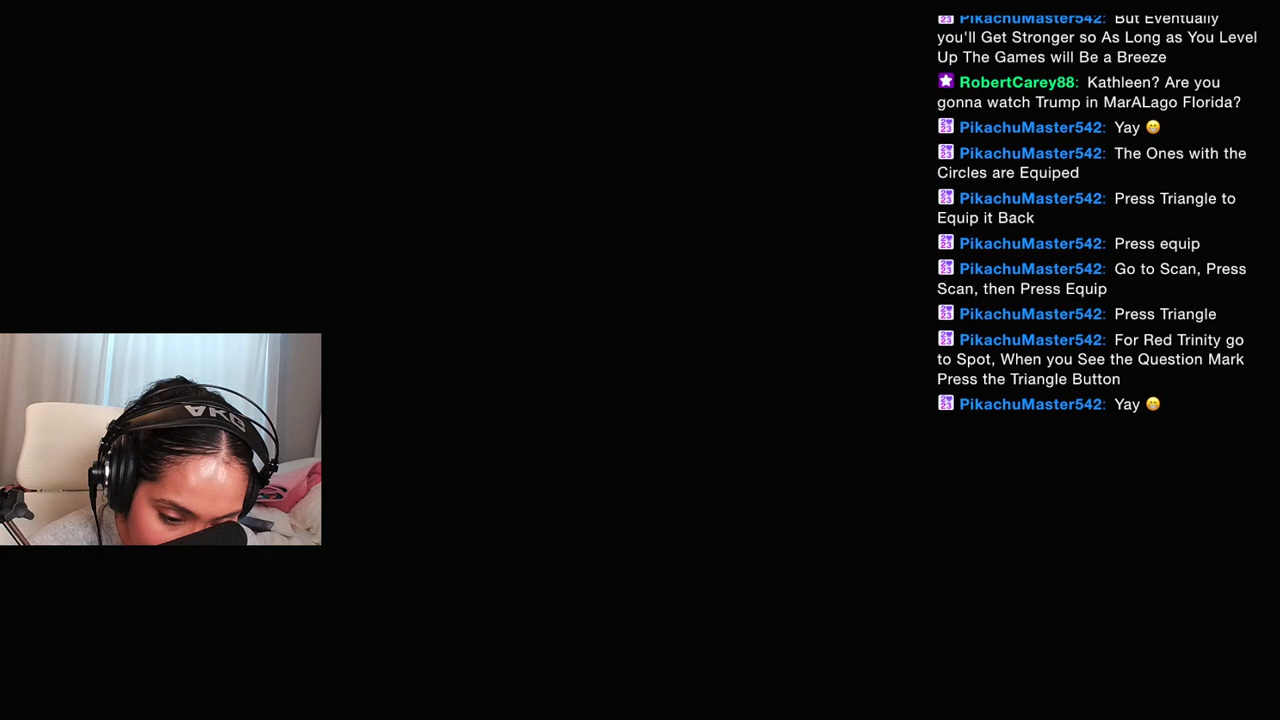 PikachuMaster542: But Eventually
you'll Get Stronger so As Long as You Level
Up The Games will Be a Breeze
RobertCarey88: Kathleen? Are you
gonna watch Trump in MarALago Florida?
PikachuMaster542: Yay 😁
PikachuMaster542: The Ones with the
Circles are Equiped
PikachuMaster542: Press Triangle to
Equip it Back
PikachuMaster542: Press equip
PikachuMaster542: Go to Scan, Press
Scan, then Press Equip
PikachuMaster542: Press Triangle
PikachuMaster542: For Red Trinity go
to Spot, When you See the Question Mark
Press the Triangle Button
PikachuMaster542: Yay 😁
AKG